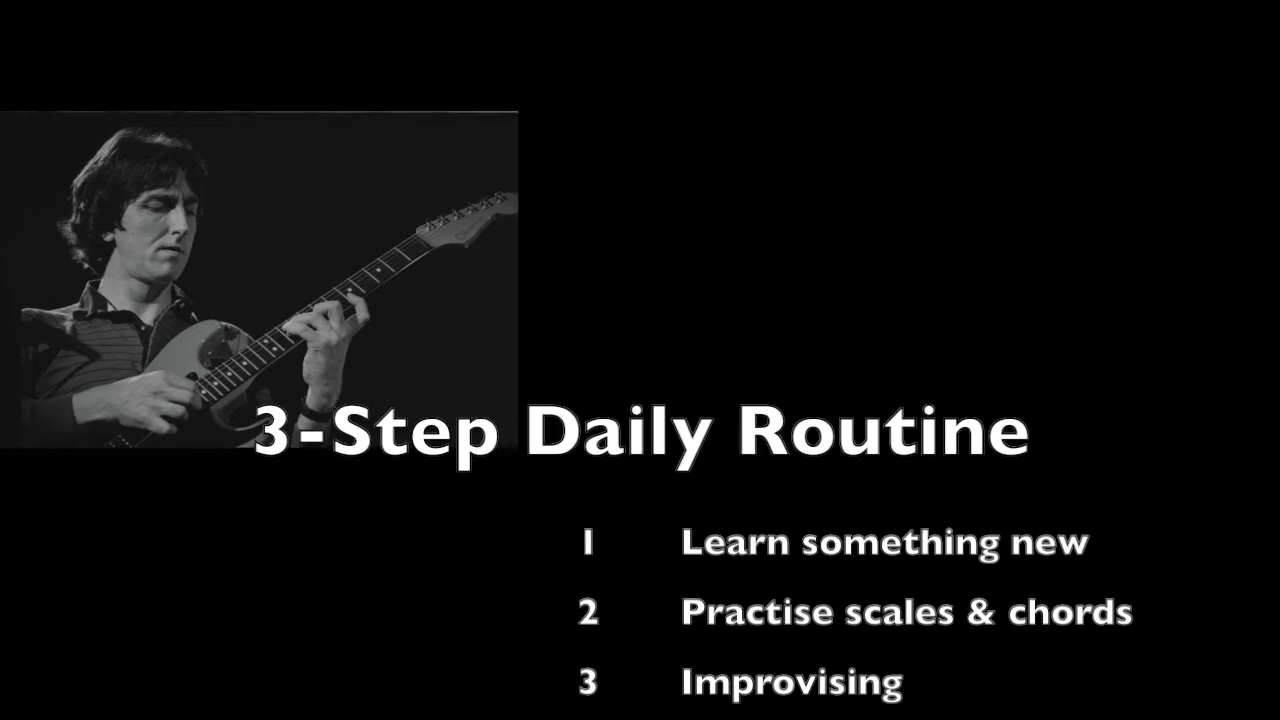 3-Step Daily Routine
1 Learn something new
2 Practise scales & chords
3 Improvising